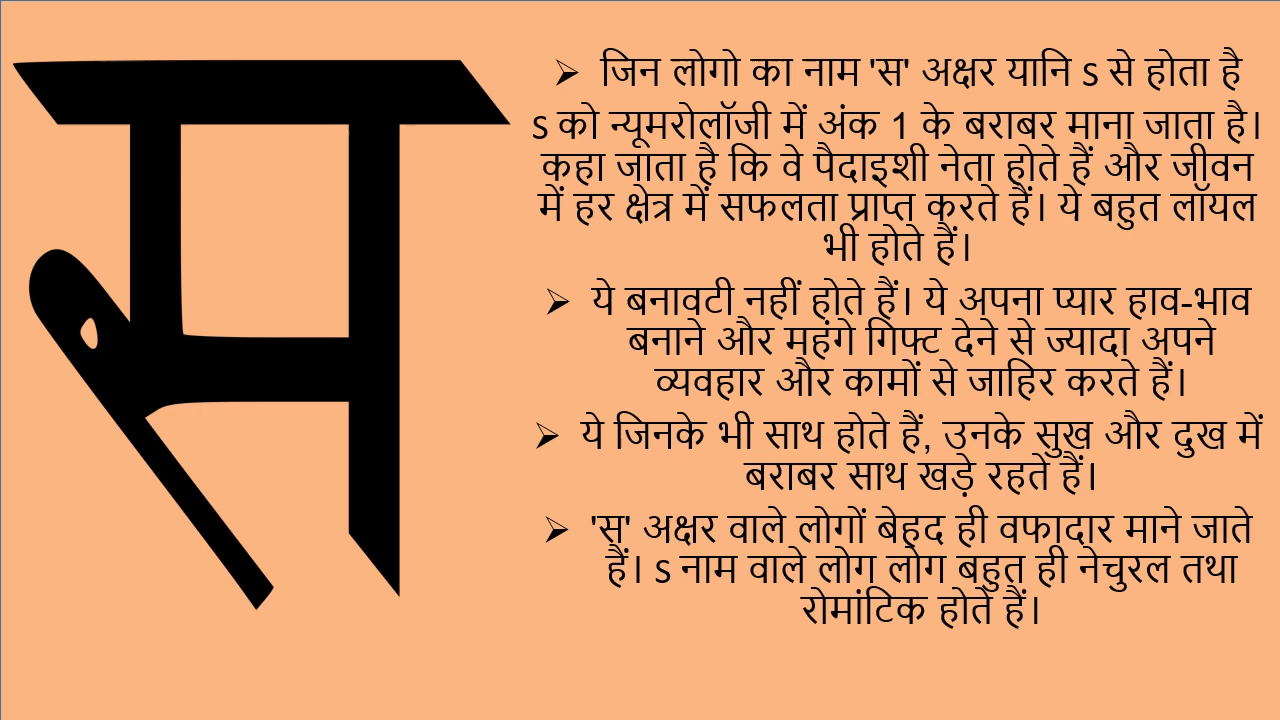 स
➢ जिन लोगो का नाम 'स' अक्षर यानि s से होता है
s को न्यूमरोलॉजी में अंक 1 के बराबर माना जाता है।
कहा जाता है कि वे पैदाइशी नेता होते हैं और जीवन
में हर क्षेत्र में सफलता प्राप्त करते हैं। ये बहुत लॉयल
भी होते हैं।
➢ ये बनावटी नहीं होते हैं। ये अपना प्यार हाव-भाव
बनाने और महंगे गिफ्ट देने से ज्यादा अपने
व्यवहार और कामों से जाहिर करते हैं।
➢ ये जिनके भी साथ होते हैं, उनके सुख और दुख में
बराबर साथ खड़े रहते हैं।
➢ 'स' अक्षर वाले लोगों बेहद ही वफादार माने जाते
हैं। s नाम वाले लोग लोग बहुत ही नेचुरल तथा
रोमांटिक होते हैं।